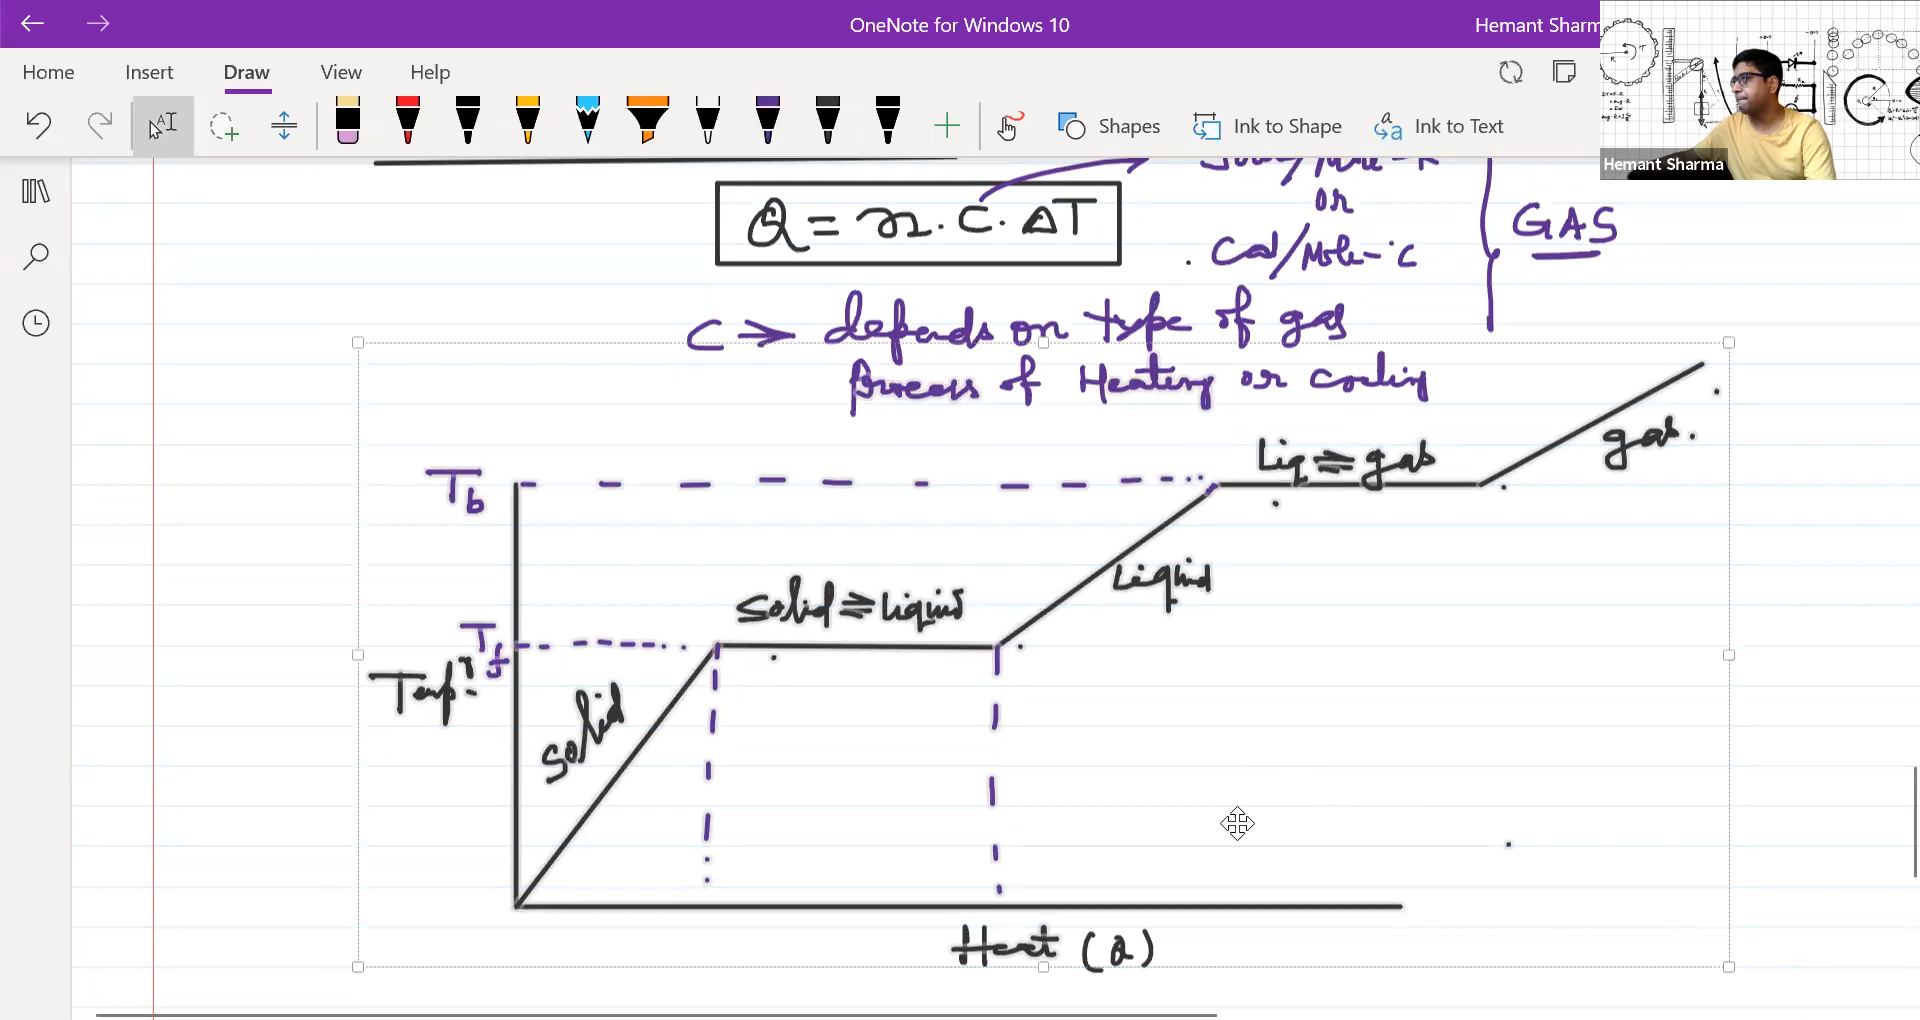 OneNote for Windows 10
Hemant Sharm
Home Insert Draw View Help
Shapes Ink to Shape Ink to Text
Hemant Sharma
Q = n . C . ΔT
or
Cal/Mole-°C
GAS
C → depends on type of gas
Process of Heating or cooling
Tb
Liq ⇌ gas
gas.
Liquid
Solid ⇌ Liquid
Tf
Temp:
Solid
Heat (Q)